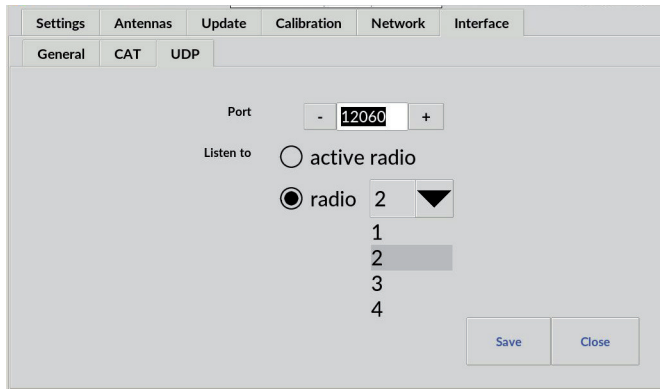 Settings Antennas Update Calibration Network Interface
General CAT UDP
Port - 12060 +
Listen to active radio
radio 2
1
2
3
4
Save Close